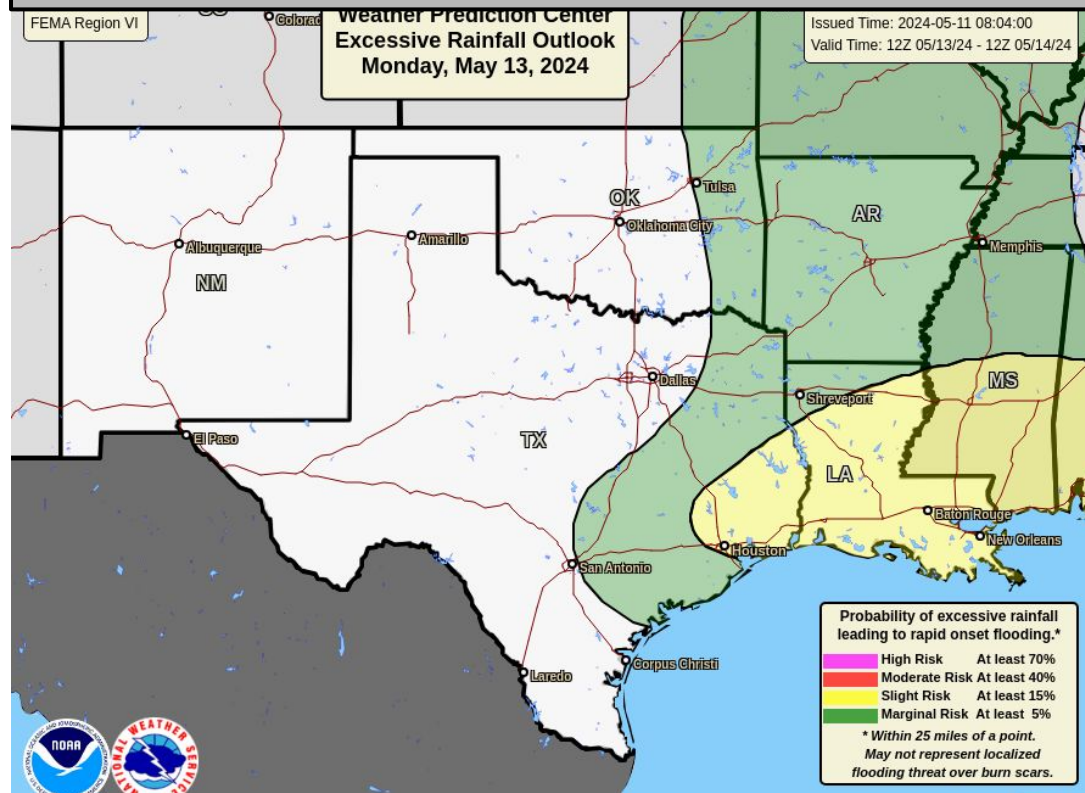 FEMA Region VI
Weather Prediction Center
Excessive Rainfall Outlook
Monday, May 13, 2024
Issued Time: 2024-05-11 08:04:00
Valid Time: 12Z 05/13/24 - 12Z 05/14/24
Tulsa
OK
AR
Oklahoma City
Amarillo
Albuquerque
Memphis
NM
Dallas
MS
Shreveport
El Paso
TX
LA
Baton Rouge
New Orleans
Houston
San Antonio
Corpus Christi
Laredo
Probability of excessive rainfall
leading to rapid onset flooding.*
High Risk At least 70%
Moderate Risk At least 40%
Slight Risk At least 15%
Marginal Risk At least 5%
* Within 25 miles of a point.
May not represent localized
flooding threat over burn scars.
NOAA
NATIONAL WEATHER SERVICE